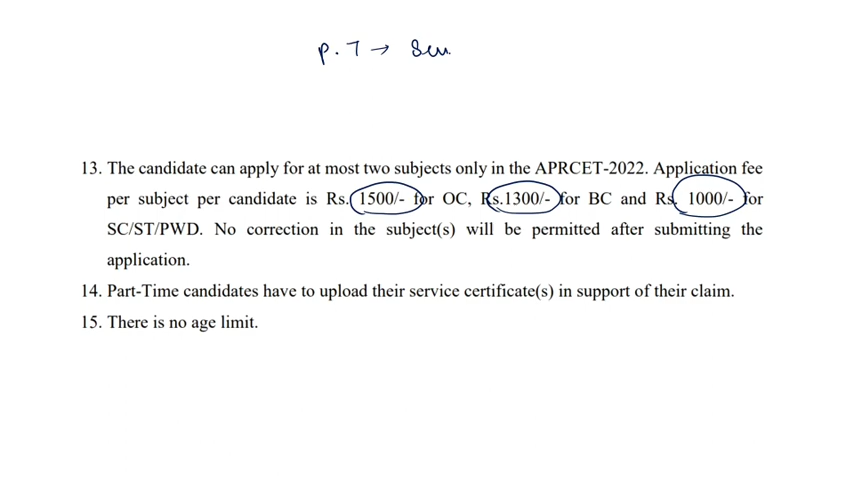 p. 7 →
13. The candidate can apply for at most two subjects only in the APRCET-2022. Application fee
per subject per candidate is Rs. 1500/- for OC, Rs.1300/- for BC and Rs. 1000/- for
SC/ST/PWD. No correction in the subject(s) will be permitted after submitting the
application.
14. Part-Time candidates have to upload their service certificate(s) in support of their claim.
15. There is no age limit.